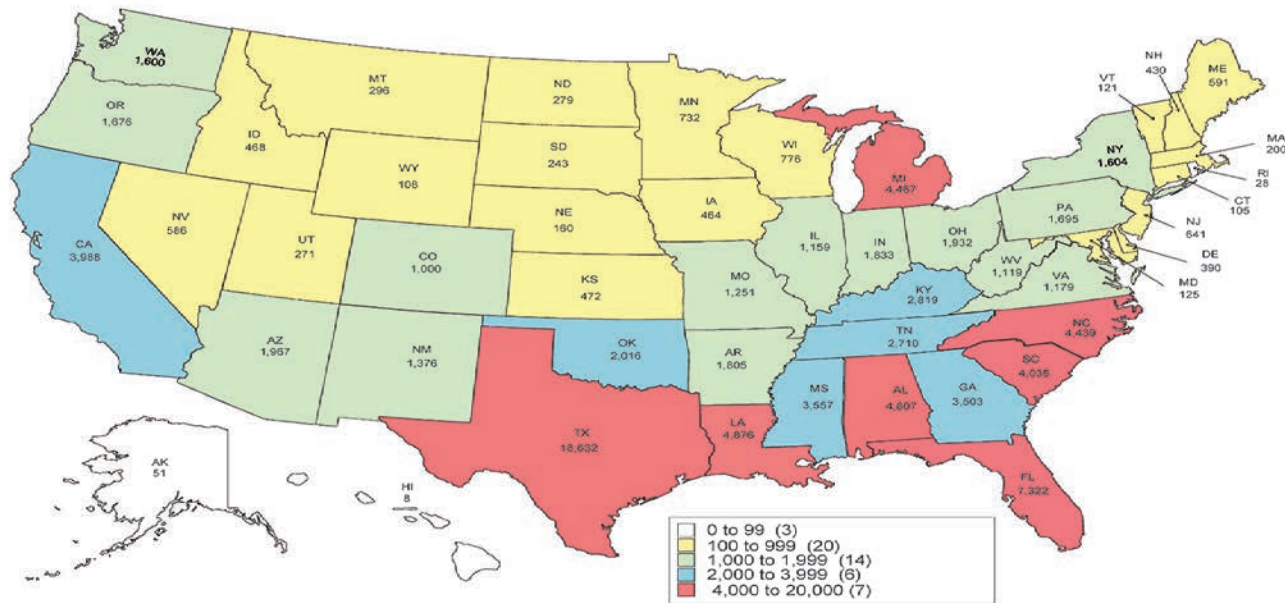 WA
1,600
OR
1,676
CA
3,988
NV
586
ID
468
MT
296
WY
108
UT
271
AZ
1,967
CO
1,000
NM
1,376
ND
279
SD
243
NE
160
KS
472
OK
2,016
TX
18,632
MN
732
IA
464
MO
1,251
AR
1,805
LA
4,876
WI
776
IL
1,159
MI
4,467
IN
1,833
OH
1,932
KY
2,819
TN
2,710
MS
3,557
AL
4,607
GA
3,503
FL
7,322
SC
4,035
NC
4,439
VA
1,179
WV
1,119
PA
1,695
NY
1,604
VT
121
NH
430
ME
591
MA
200
RI
28
CT
105
NJ
641
DE
390
MD
125
AK
51
HI
8
0 to 99 (3)
100 to 999 (20)
1,000 to 1,999 (14)
2,000 to 3,999 (6)
4,000 to 20,000 (7)